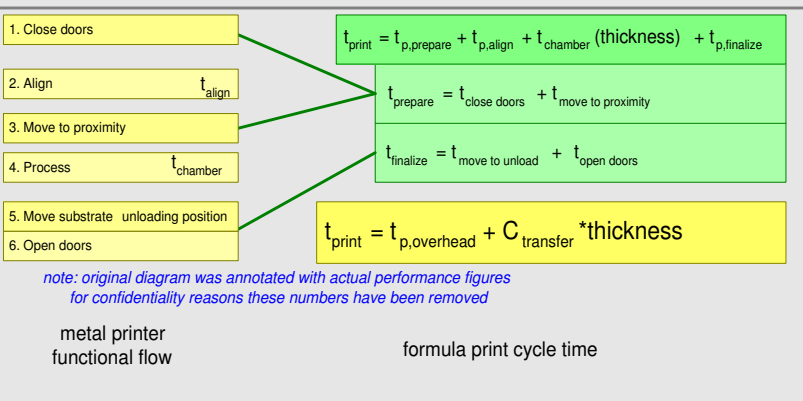 1. Close doors
2. Align t_align
3. Move to proximity
4. Process t_chamber
5. Move substrate unloading position
6. Open doors
t_print = t_p,prepare + t_p,align + t_chamber (thickness) + t_p,finalize
t_prepare = t_close doors + t_move to proximity
t_finalize = t_move to unload + t_open doors
t_print = t_p,overhead + C_transfer *thickness
note: original diagram was annotated with actual performance figures
for confidentiality reasons these numbers have been removed
metal printer
functional flow
formula print cycle time